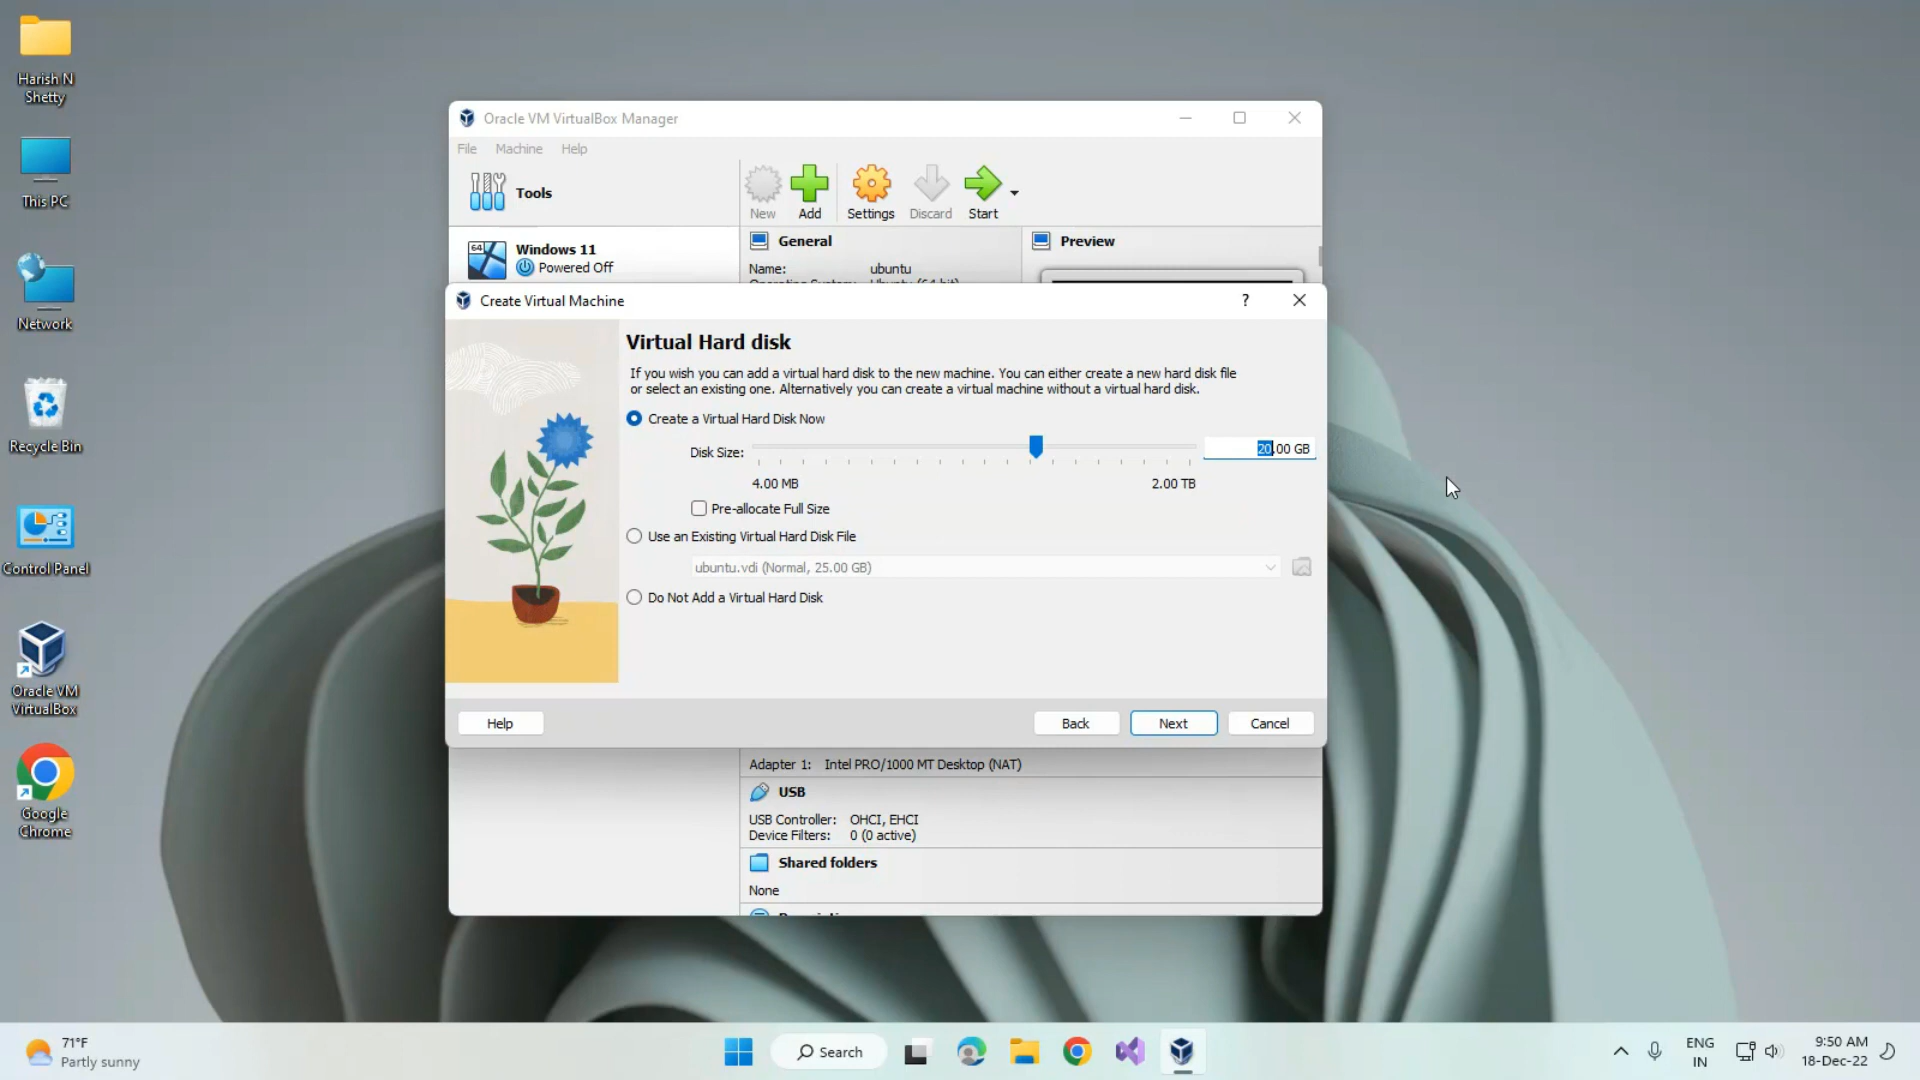 Harish N
Shetty
This PC
Network
Recycle Bin
Control Panel
Oracle VM
VirtualBox
Google
Chrome
Oracle VM VirtualBox Manager
File Machine Help
Tools
New Add Settings Discard Start
64 Windows 11
Powered Off
General
Name: ubuntu
Preview
Create Virtual Machine
?
Virtual Hard disk
If you wish you can add a virtual hard disk to the new machine. You can either create a new hard disk file
or select an existing one. Alternatively you can create a virtual machine without a virtual hard disk.
Create a Virtual Hard Disk Now
Disk Size: 20.00 GB
4.00 MB 2.00 TB
Pre-allocate Full Size
Use an Existing Virtual Hard Disk File
ubuntu.vdi (Normal, 25.00 GB)
Do Not Add a Virtual Hard Disk
Help Back Next Cancel
Adapter 1: Intel PRO/1000 MT Desktop (NAT)
USB
USB Controller: OHCI, EHCI
Device Filters: 0 (0 active)
Shared folders
None
71°F
Partly sunny
Search
ENG
IN
9:50 AM
18-Dec-22